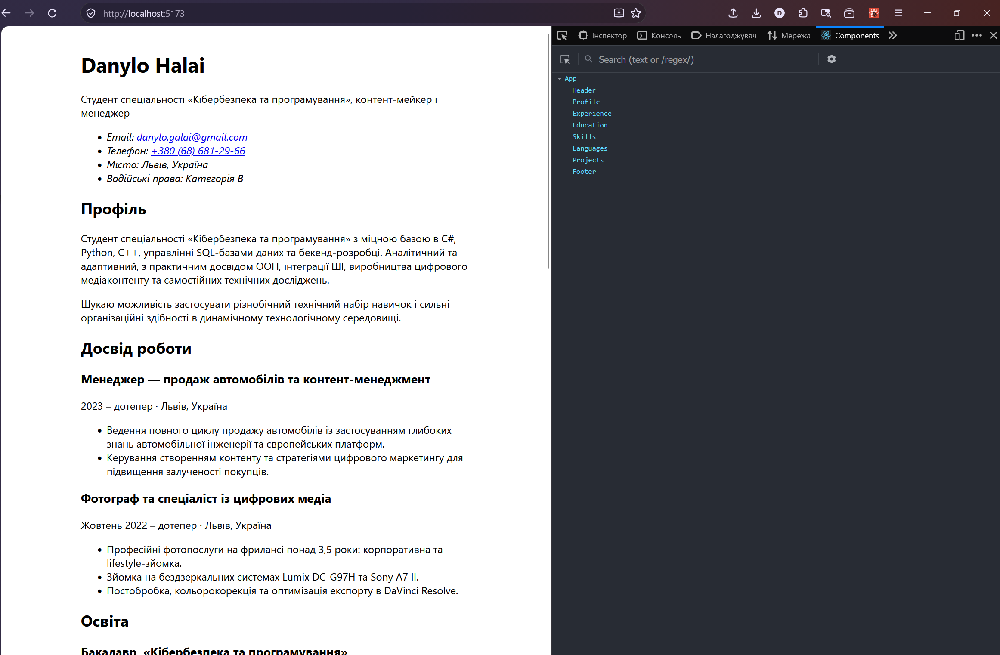 http://localhost:5173
D
Danylo Halai
Студент спеціальності «Кібербезпека та програмування», контент-мейкер і
менеджер
• Email: danylo.galai@gmail.com
• Телефон: +380 (68) 681-29-66
• Місто: Львів, Україна
• Водійські права: Категорія B
Профіль
Студент спеціальності «Кібербезпека та програмування» з міцною базою в C#,
Python, C++, управлінні SQL-базами даних та бекенд-розробці. Аналітичний та
адаптивний, з практичним досвідом ООП, інтеграції ШІ, виробництва цифрового
медіаконтенту та самостійних технічних досліджень.
Шукаю можливість застосувати різнобічний технічний набір навичок і сильні
організаційні здібності в динамічному технологічному середовищі.
Досвід роботи
Менеджер — продаж автомобілів та контент-менеджмент
2023 – дотепер · Львів, Україна
• Ведення повного циклу продажу автомобілів із застосуванням глибоких
знань автомобільної інженерії та європейських платформ.
• Керування створенням контенту та стратегіями цифрового маркетингу для
підвищення залученості покупців.
Фотограф та спеціаліст із цифрових медіа
Жовтень 2022 – дотепер · Львів, Україна
• Професійні фотопослуги на фрилансі понад 3,5 роки: корпоративна та
lifestyle-зйомка.
• Зйомка на бездзеркальних системах Lumix DC-G97H та Sony A7 II.
• Постобробка, кольорокорекція та оптимізація експорту в DaVinci Resolve.
Освіта
Бакалавр, «Кібербезпека та програмування»
Інспектор
Консоль
Налагоджувач
Мережа
Components
Search (text or /regex/)
App
Header
Profile
Experience
Education
Skills
Languages
Projects
Footer